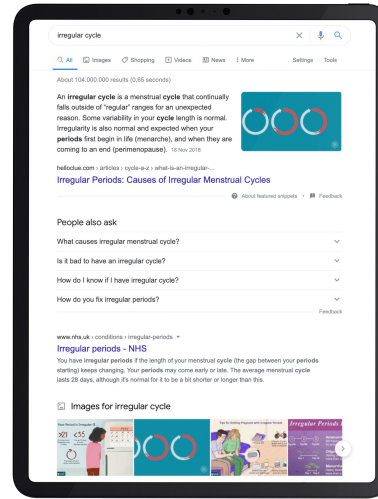 irregular cycle
All Images Shopping Videos News More Settings Tools
About 104,000,000 results (0,65 seconds)
An irregular cycle is a menstrual cycle that continually
falls outside of "regular" ranges for an unexpected
reason. Some variability in your cycle length is normal.
Irregularity is also normal and expected when your
periods first begin in life (menarche), and when they are
coming to an end (perimenopause). 18 Nov 2018
helloclue.com › articles › cycle-a-z › what-is-an-irregular-...
Irregular Periods: Causes of Irregular Menstrual Cycles
About featured snippets • Feedback
People also ask
What causes irregular menstrual cycle?
Is it bad to have an irregular cycle?
How do I know if I have irregular cycle?
How do you fix irregular periods?
Feedback
www.nhs.uk › conditions › irregular-periods
Irregular periods - NHS
You have irregular periods if the length of your menstrual cycle (the gap between your periods
starting) keeps changing. Your periods may come early or late. The average menstrual cycle
lasts 28 days, although it's normal for it to be a bit shorter or longer than this.
Images for irregular cycle
>21 <35
Irregular Periods